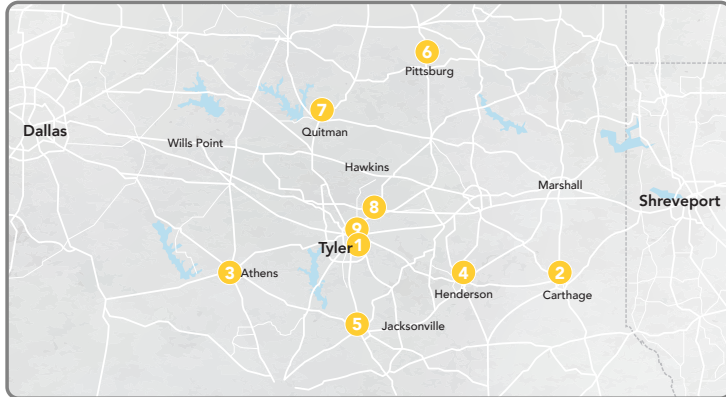 6
Pittsburg
7
Dallas
Quitman
Wills Point
Hawkins
Marshall
Shreveport
8
9
Tyler
1
3
Athens
4
2
Henderson
Carthage
5
Jacksonville